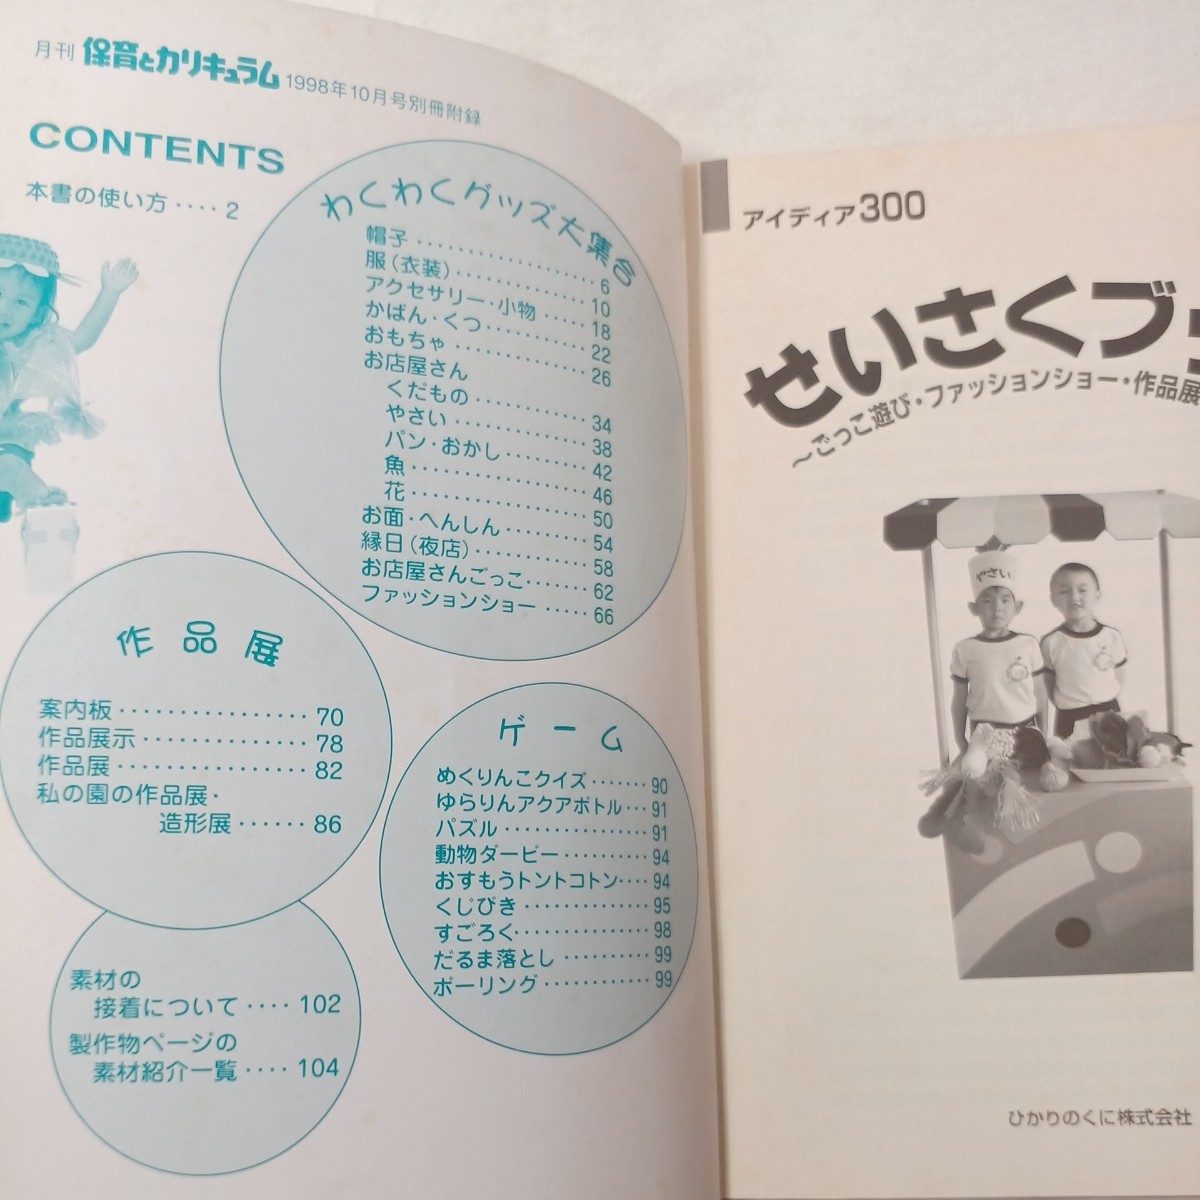 月刊 保育とカリキュラム 1998年10月号別冊附録
CONTENTS
本書の使い方‥‥2
わくわくグッズ大集合
帽子‥‥‥‥‥‥‥‥‥6
服(衣装)‥‥‥‥‥‥10
アクセサリー・小物‥‥18
かばん・くつ‥‥‥‥‥22
おもちゃ‥‥‥‥‥‥‥26
お店屋さん
くだもの‥‥‥‥‥‥34
やさい‥‥‥‥‥‥‥38
パン・おかし‥‥‥‥42
魚‥‥‥‥‥‥‥‥‥46
花‥‥‥‥‥‥‥‥‥50
お面・へんしん‥‥‥‥54
縁日(夜店)‥‥‥‥‥58
お店屋さんごっこ‥‥‥62
ファッションショー‥‥66
作品展
案内板‥‥‥‥‥‥‥‥70
作品展示‥‥‥‥‥‥‥78
作品展‥‥‥‥‥‥‥‥82
私の園の作品展・
造形展‥‥‥86
ゲーム
めくりんこクイズ‥‥‥90
ゆらりんアクアボトル‥91
パズル‥‥‥‥‥‥‥‥91
動物ダービー‥‥‥‥‥94
おすもうトントコトン‥94
くじびき‥‥‥‥‥‥‥95
すごろく‥‥‥‥‥‥‥98
だるま落とし‥‥‥‥‥99
ボーリング‥‥‥‥‥‥99
素材の
接着について‥‥102
製作物ページの
素材紹介一覧‥‥104
アイディア300
せいさくブ
〜ごっこ遊び・ファッションショー・作品展
せいさく
ひかりのくに株式会社